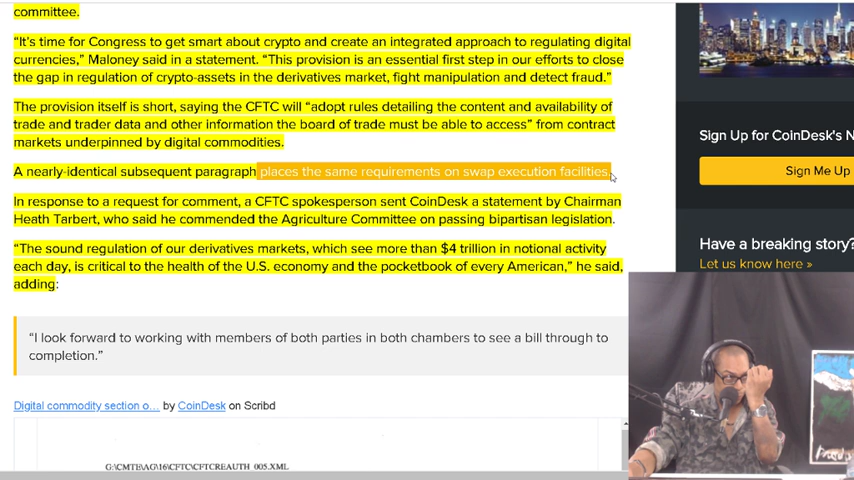 committee.
“It’s time for Congress to get smart about crypto and create an integrated approach to regulating digital
currencies,” Maloney said in a statement. “This provision is an essential first step in our efforts to close
the gap in regulation of crypto-assets in the derivatives market, fight manipulation and detect fraud.”
The provision itself is short, saying the CFTC will “adopt rules detailing the content and availability of
trade and trader data and other information the board of trade must be able to access” from contract
markets underpinned by digital commodities.
A nearly-identical subsequent paragraph places the same requirements on swap execution facilities.
In response to a request for comment, a CFTC spokesperson sent CoinDesk a statement by Chairman
Heath Tarbert, who said he commended the Agriculture Committee on passing bipartisan legislation.
“The sound regulation of our derivatives markets, which see more than $4 trillion in notional activity
each day, is critical to the health of the U.S. economy and the pocketbook of every American,” he said,
adding:
“I look forward to working with members of both parties in both chambers to see a bill through to
completion.”
Digital commodity section o... by CoinDesk on Scribd
G:\CMTE\AG\16\CFTC\CFTCREAUTH_005.XML
Sign Up for CoinDesk's N
Sign Me Up
Have a breaking story?
Let us know here »